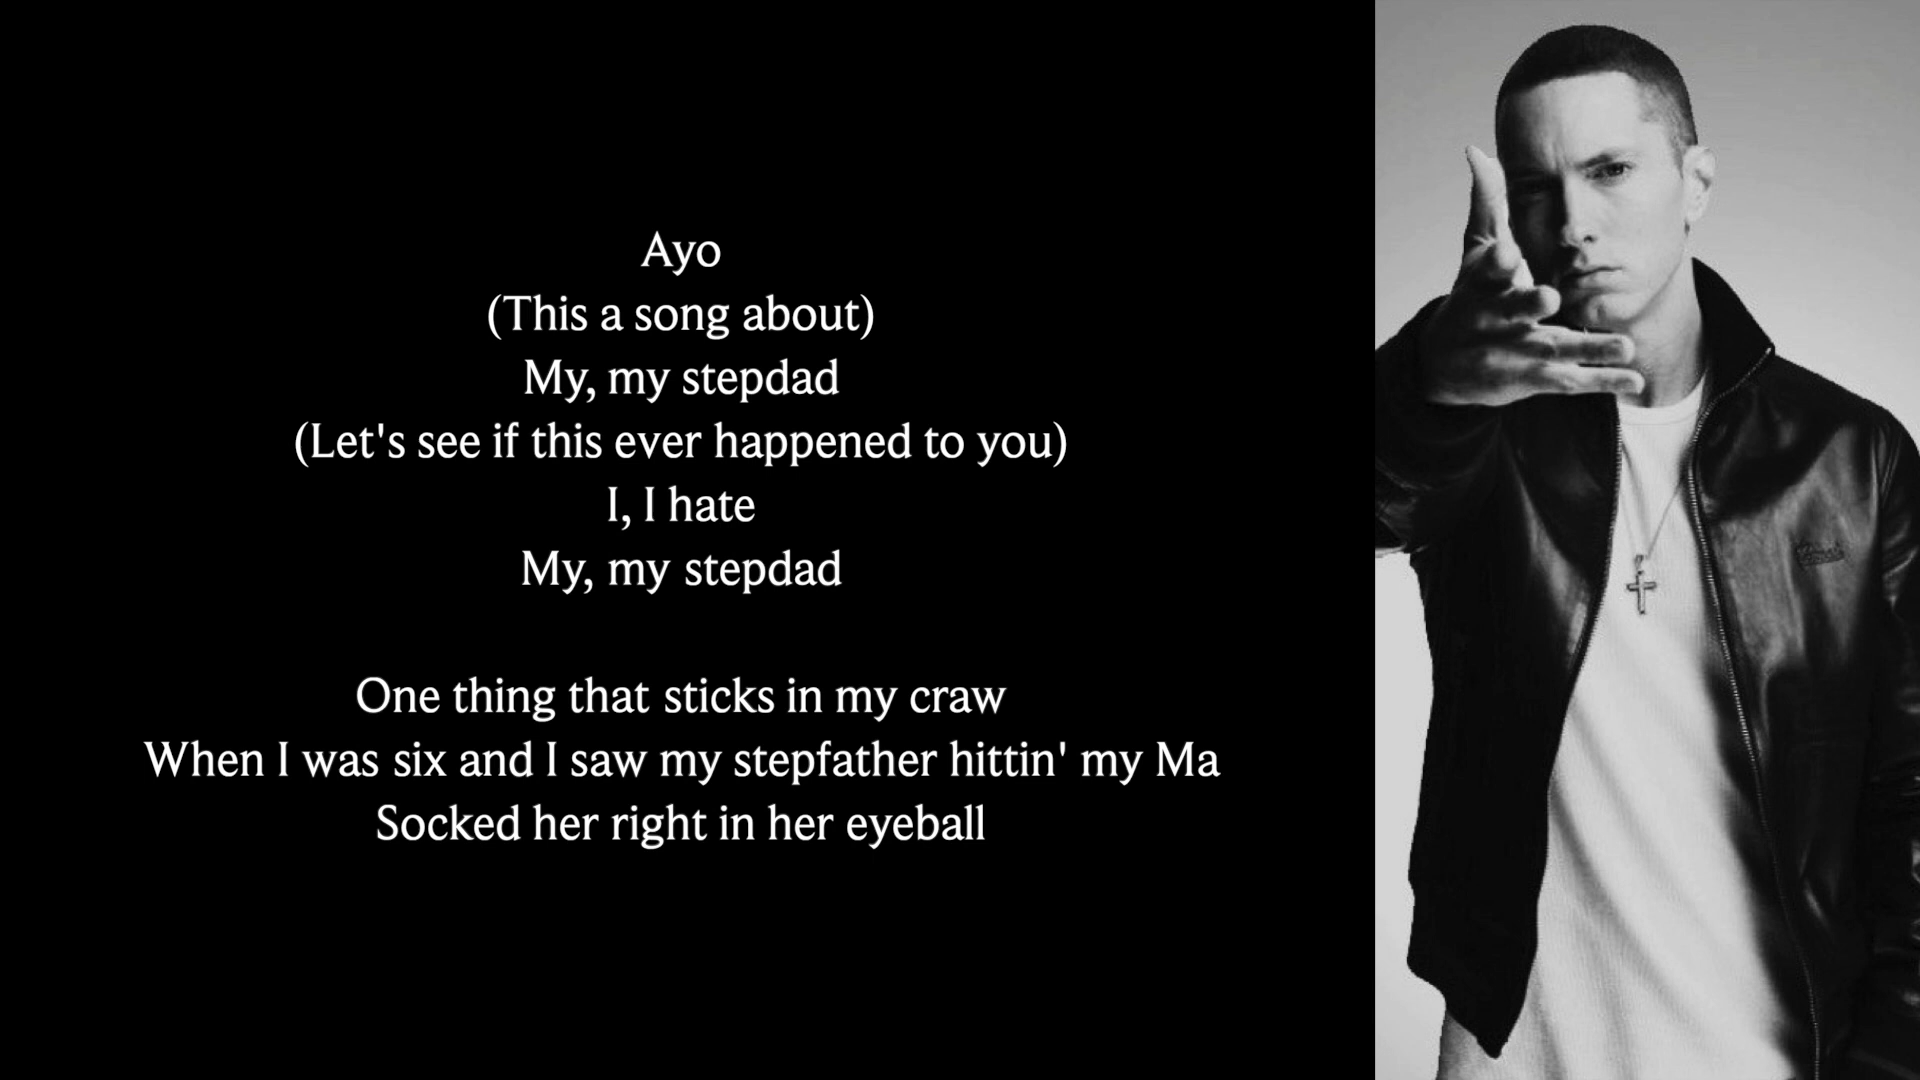 Ayo
(This a song about)
My, my stepdad
(Let's see if this ever happened to you)
I, I hate
My, my stepdad
One thing that sticks in my craw
When I was six and I saw my stepfather hittin' my Ma
Socked her right in her eyeball